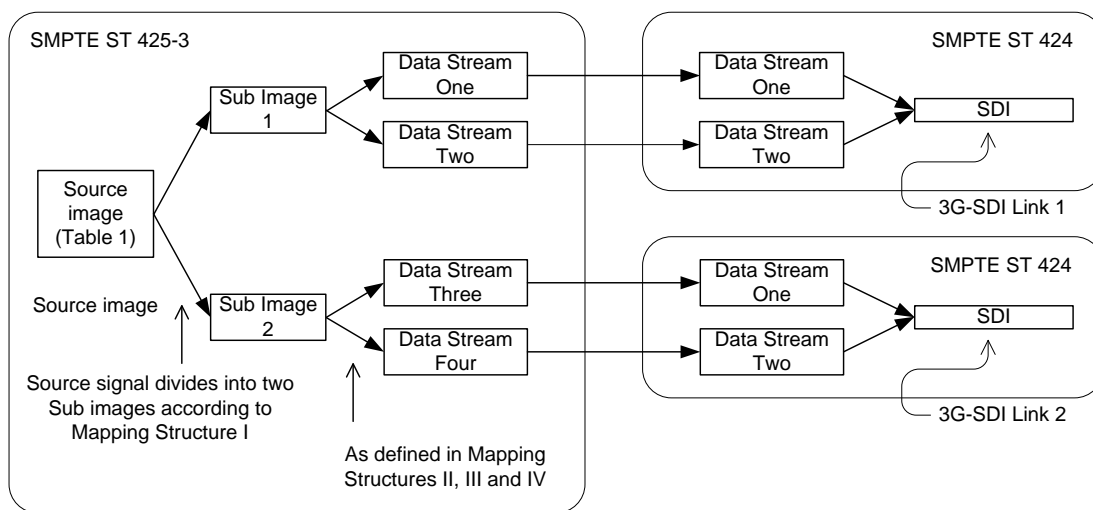 SMPTE ST 425-3
Source
image
(Table 1)
Source image
Sub Image
1
Sub Image
2
Source signal divides into two
Sub images according to
Mapping Structure I
Data Stream
One
Data Stream
Two
Data Stream
Three
Data Stream
Four
As defined in Mapping
Structures II, III and IV
SMPTE ST 424
Data Stream
One
Data Stream
Two
SDI
3G-SDI Link 1
SMPTE ST 424
Data Stream
One
Data Stream
Two
SDI
3G-SDI Link 2